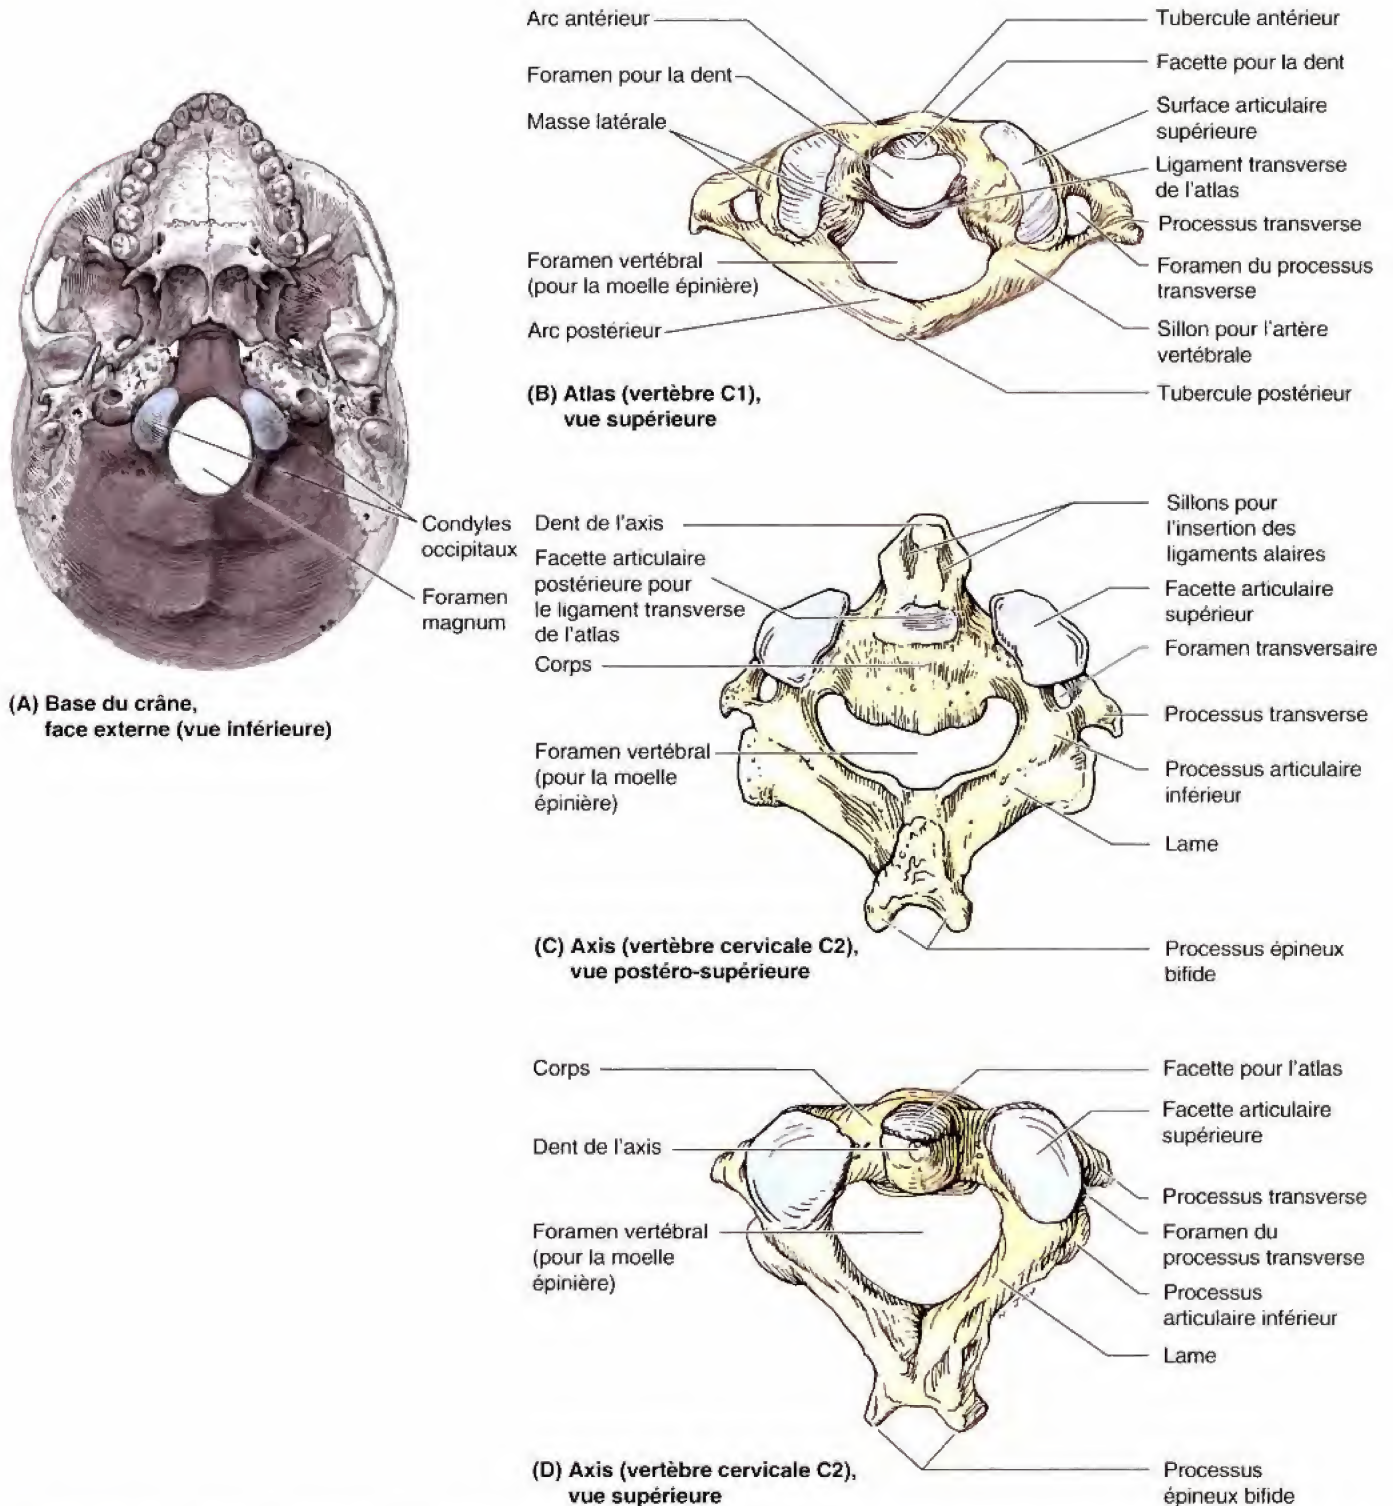 Condyles
occipitaux
Foramen
magnum
(A) Base du crâne,
face externe (vue inférieure)
Arc antérieur
Foramen pour la dent
Masse latérale
Foramen vertébral
(pour la moelle épinière)
Arc postérieur
Tubercule antérieur
Facette pour la dent
Surface articulaire
supérieure
Ligament transverse
de l'atlas
Processus transverse
Foramen du processus
transverse
Sillon pour l'artère
vertébrale
Tubercule postérieur
(B) Atlas (vertèbre C1),
vue supérieure
Dent de l'axis
Facette articulaire
postérieure pour
le ligament transverse
de l'atlas
Corps
Foramen vertébral
(pour la moelle
épinière)
Sillons pour
l'insertion des
ligaments alaires
Facette articulaire
supérieur
Foramen transversaire
Processus transverse
Processus articulaire
inférieur
Lame
Processus épineux
bifide
(C) Axis (vertèbre cervicale C2),
vue postéro-supérieure
Corps
Dent de l'axis
Foramen vertébral
(pour la moelle
épinière)
Facette pour l'atlas
Facette articulaire
supérieure
Processus transverse
Foramen du
processus transverse
Processus
articulaire inférieur
Lame
Processus
épineux bifide
(D) Axis (vertèbre cervicale C2),
vue supérieure